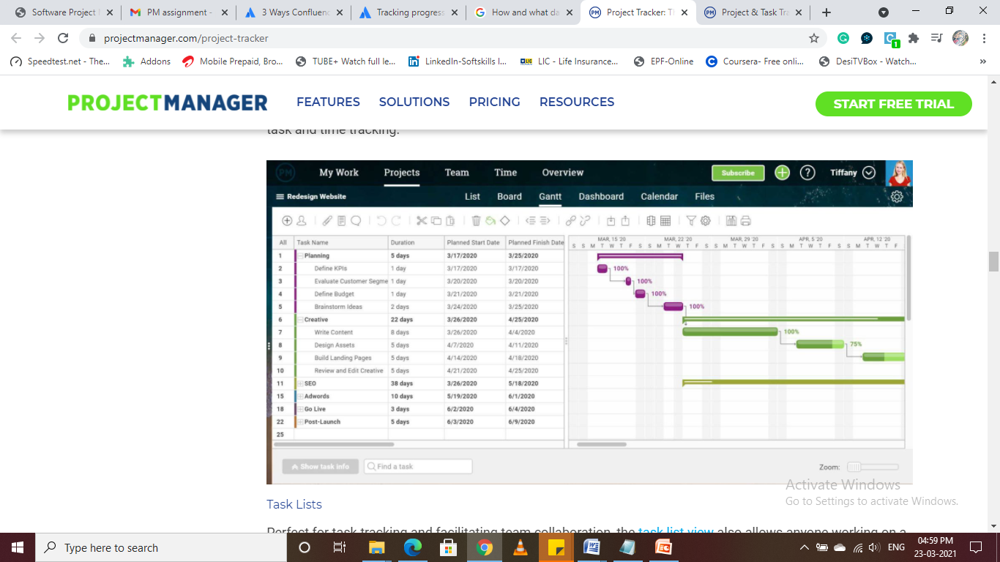 Software Project
PM assignment -
3 Ways Confluenc
Tracking progress
How and what da
Project Tracker: T
Project & Task Tra
projectmanager.com/project-tracker
1
Speedtest.net - The...
Addons
Mobile Prepaid, Bro...
TUBE+ Watch full le...
LinkedIn-Softskills I...
LIC - Life Insurance...
EPF-Online
Coursera- Free onli...
DesiTVBox - Watch...
»
PROJECTMANAGER
FEATURES SOLUTIONS PRICING RESOURCES
START FREE TRIAL
task and time tracking.
PM My Work Projects Team Time Overview Subscribe ? Tiffany
Redesign Website List Board Gantt Dashboard Calendar Files
MAR, 15 '20 MAR, 22 '20 MAR, 29 '20 APR, 5 '20 APR, 12 '20
All Task Name Duration Planned Start Date Planned Finish Date S S M T W T F S S M T W T F S S M T W T F S S M T W T F S S M T W T F
1 Planning 5 days 3/17/2020 3/25/2020
2 Define KPIs 1 day 3/17/2020 3/17/2020 100%
3 Evaluate Customer Segme 1 day 3/20/2020 3/20/2020 100%
4 Define Budget 1 day 3/21/2020 3/21/2020 100%
5 Brainstorm Ideas 2 days 3/24/2020 3/25/2020 100%
6 Creative 22 days 3/26/2020 4/25/2020
7 Write Content 8 days 3/26/2020 4/4/2020 100%
8 Design Assets 5 days 4/7/2020 4/11/2020 75%
9 Build Landing Pages 5 days 4/14/2020 4/18/2020
10 Review and Edit Creative 5 days 4/21/2020 4/25/2020
11 SEO 38 days 3/26/2020 5/18/2020
15 Adwords 10 days 5/19/2020 6/1/2020
18 Go Live 3 days 6/2/2020 6/4/2020
22 Post-Launch 5 days 6/3/2020 6/9/2020
25
Show task info Find a task Zoom:
Activate Windows
Go to Settings to activate Windows.
Task Lists
Perfect for task tracking and facilitating team collaboration, the task list view also allows anyone working on a
Type here to search
ENG
04:59 PM
23-03-2021